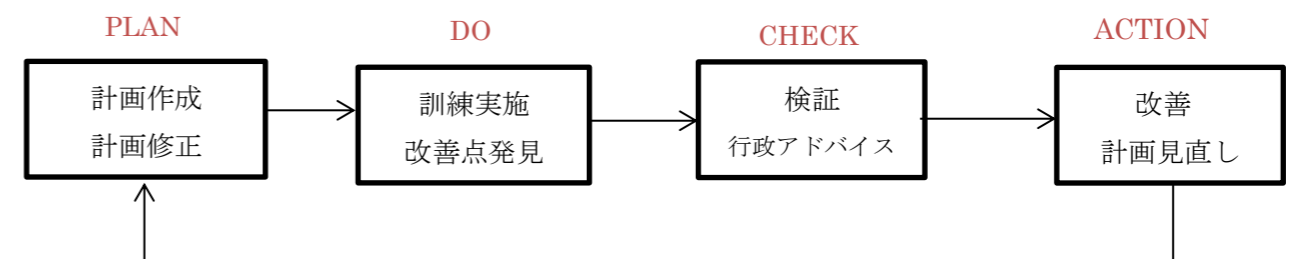 PLAN
計画作成
計画修正
DO
訓練実施
改善点発見
CHECK
検証
行政アドバイス
ACTION
改善
計画見直し